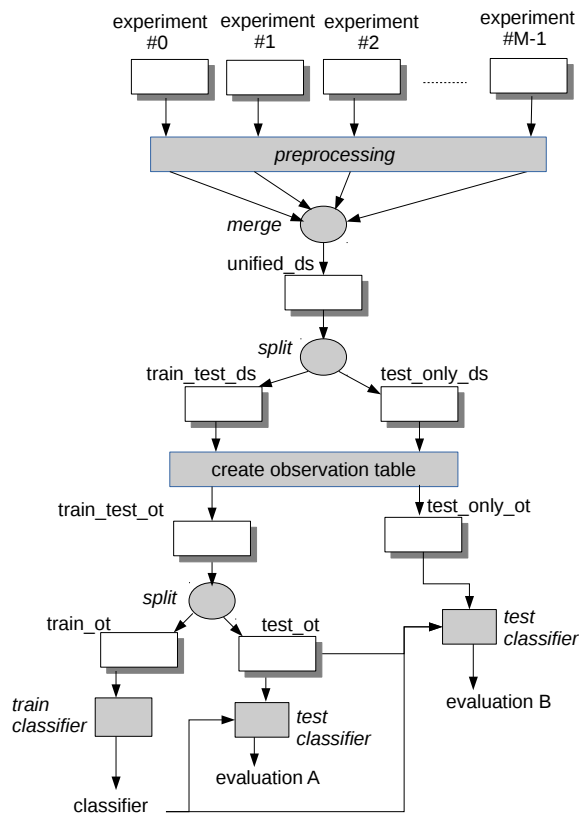 experiment
#0
experiment
#1
experiment
#2
experiment
#M-1
preprocessing
merge
unified_ds
split
train_test_ds
test_only_ds
create observation table
train_test_ot
test_only_ot
split
train_ot
test_ot
test
classifier
train
classifier
test
classifier
evaluation B
evaluation A
classifier